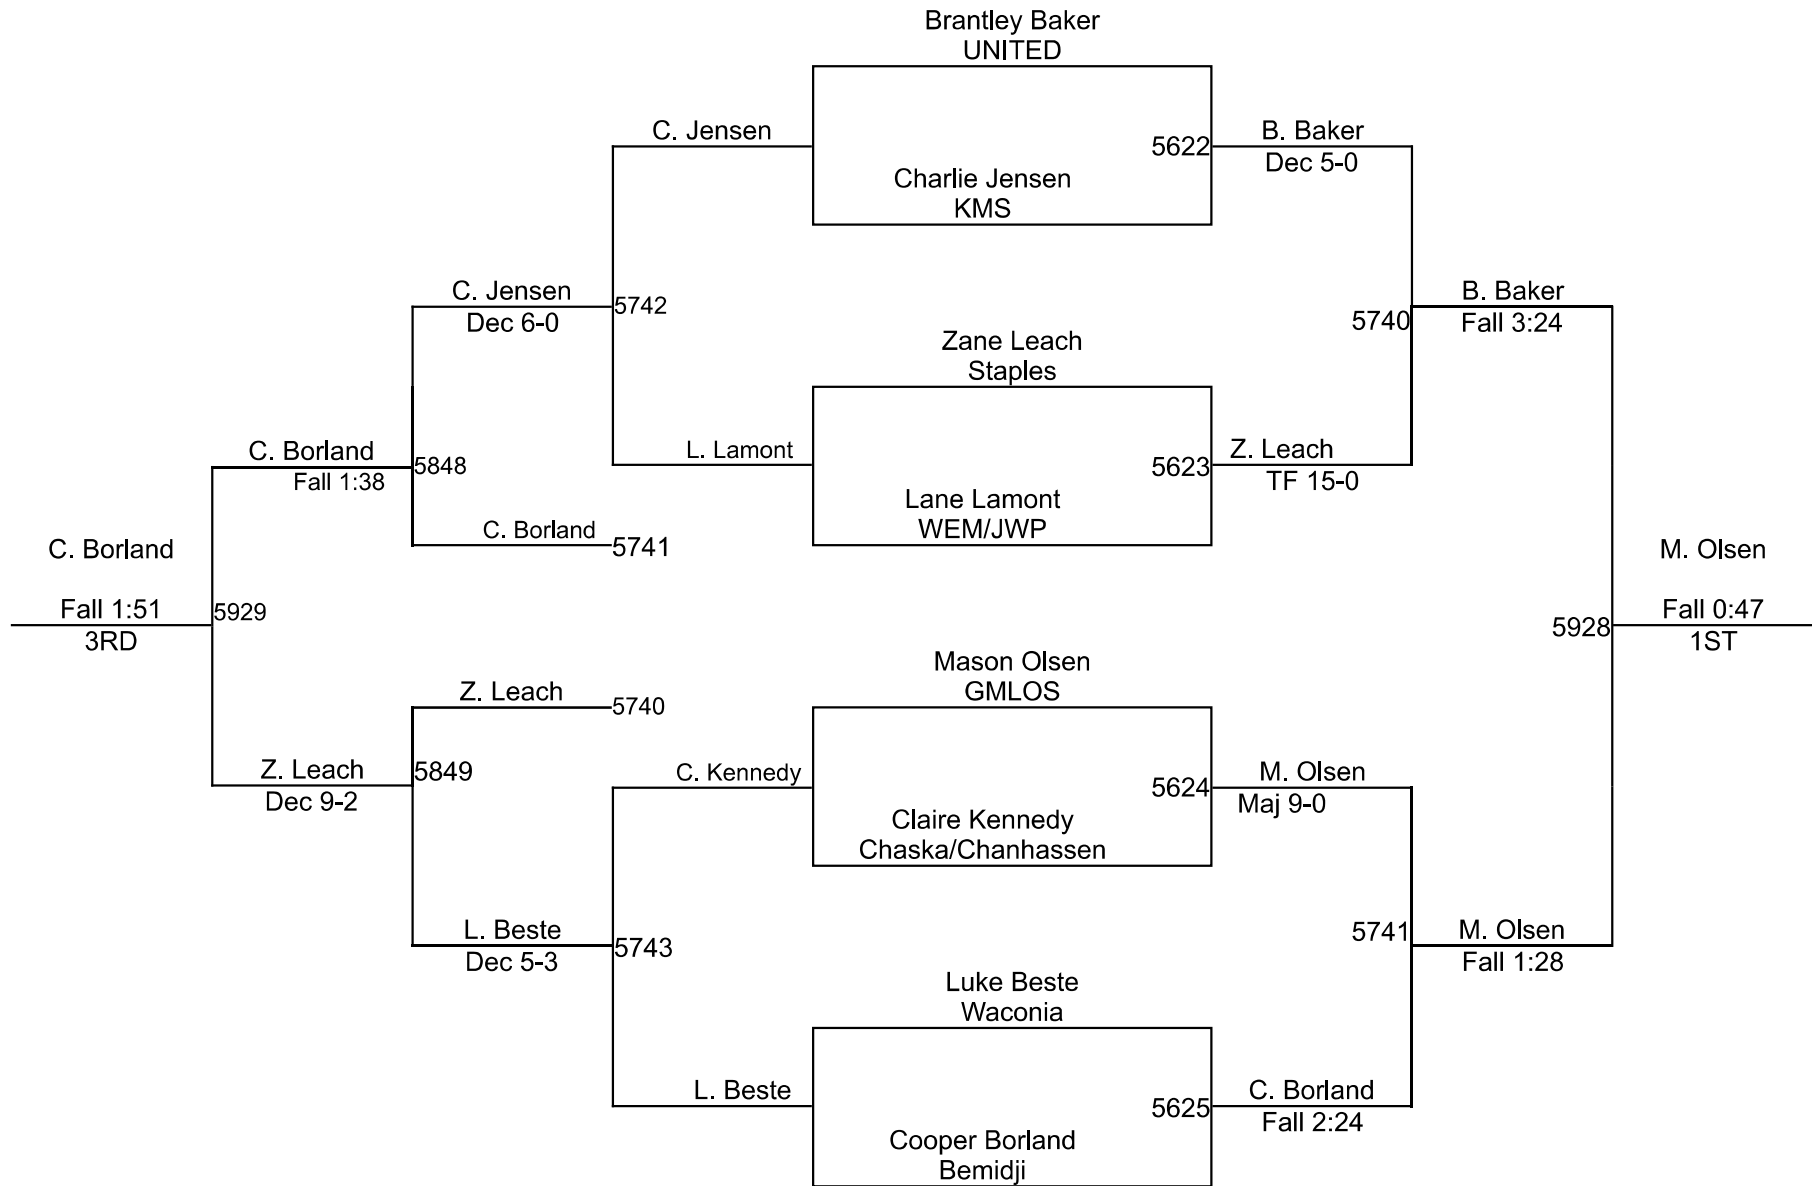 Brantley Baker
UNITED
C. Jensen
5622
B. Baker
Dec 5-0
Charlie Jensen
KMS
C. Jensen
Dec 6-0
5742
5740
B. Baker
Fall 3:24
Zane Leach
Staples
C. Borland
Fall 1:38
5848
L. Lamont
5623
Z. Leach
TF 15-0
Lane Lamont
WEM/JWP
C. Borland
5741
C. Borland
Fall 1:51
3RD
5929
M. Olsen
Fall 0:47
1ST
5928
Mason Olsen
GMLOS
Z. Leach
5740
Z. Leach
Dec 9-2
5849
C. Kennedy
5624
M. Olsen
Maj 9-0
Claire Kennedy
Chaska/Chanhassen
L. Beste
Dec 5-3
5743
5741
M. Olsen
Fall 1:28
Luke Beste
Waconia
L. Beste
5625
C. Borland
Fall 2:24
Cooper Borland
Bemidji